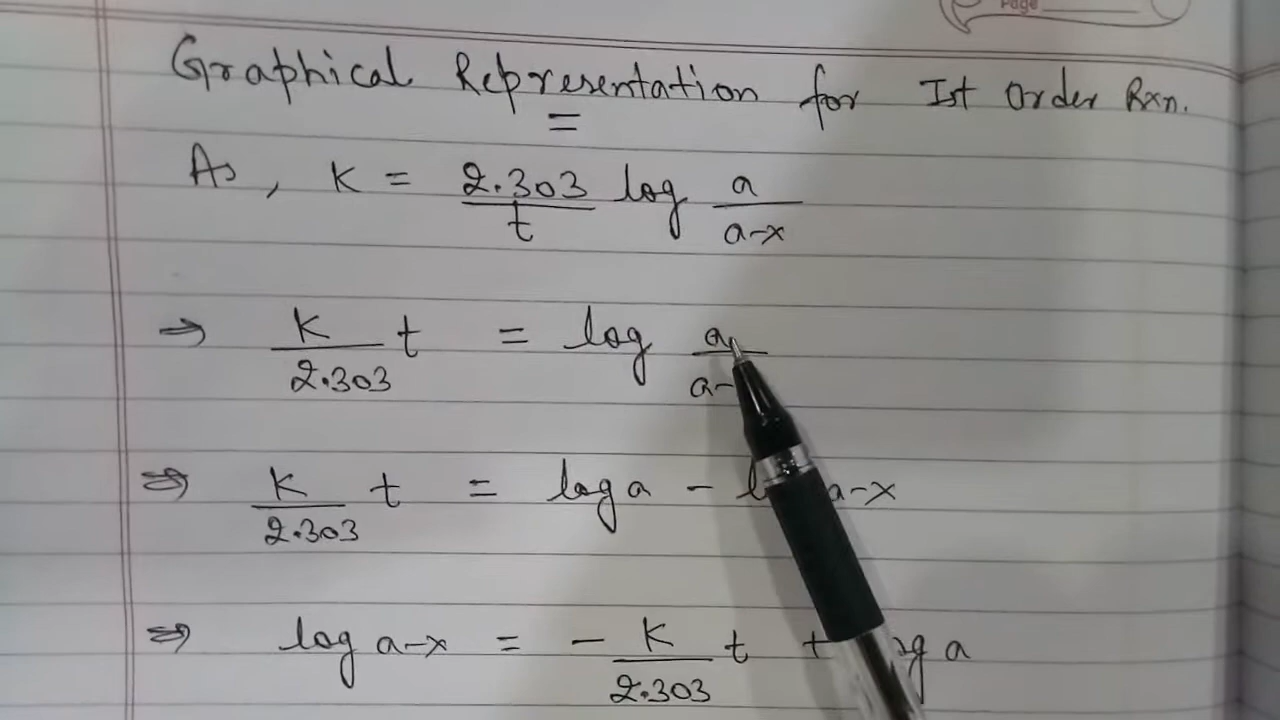 Page
Graphical Representation for Ist Order Rxn.
As, K = 2.303/t log a/a-x
⇒ K/2.303 t = log a/a-
⇒ K/2.303 t = log a - a-x
⇒ log a-x = - K/2.303 t + a